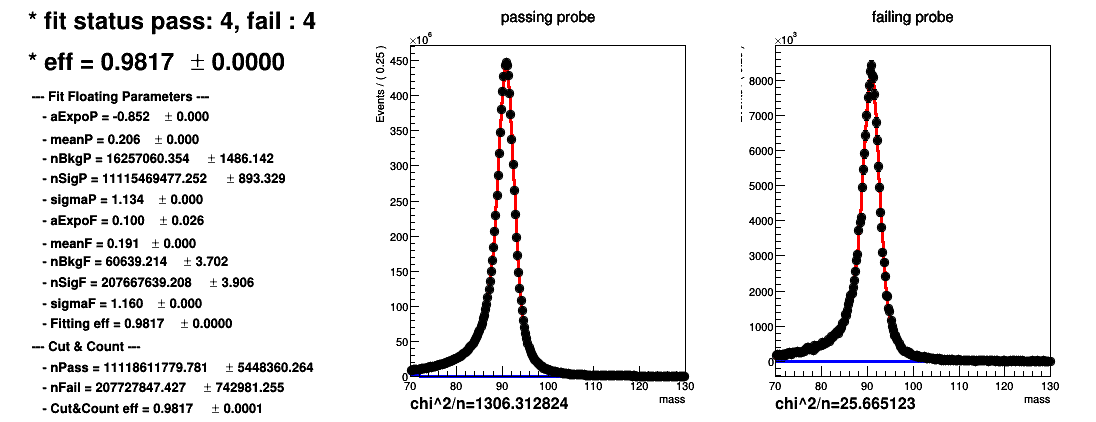 * fit status pass: 4, fail : 4
* eff = 0.9817 ± 0.0000
--- Fit Floating Parameters ---
- aExpoP = -0.852 ± 0.000
- meanP = 0.206 ± 0.000
- nBkgP = 16257060.354 ± 1486.142
- nSigP = 11115469477.252 ± 893.329
- sigmaP = 1.134 ± 0.000
- aExpoF = 0.100 ± 0.026
- meanF = 0.191 ± 0.000
- nBkgF = 60639.214 ± 3.702
- nSigF = 207667639.208 ± 3.906
- sigmaF = 1.160 ± 0.000
- Fitting eff = 0.9817 ± 0.0000
--- Cut & Count ---
- nPass = 11118611779.781 ± 5448360.264
- nFail = 207727847.427 ± 742981.255
- Cut&Count eff = 0.9817 ± 0.0001
passing probe
×10^6
Events / ( 0.25 )
450
400
350
300
250
200
150
100
50
0
70 80 90 100 110 120 130
mass
chi^2/n=1306.312824
failing probe
×10^3
8000
7000
6000
5000
4000
3000
2000
1000
0
70 80 90 100 110 120 130
mass
chi^2/n=25.665123